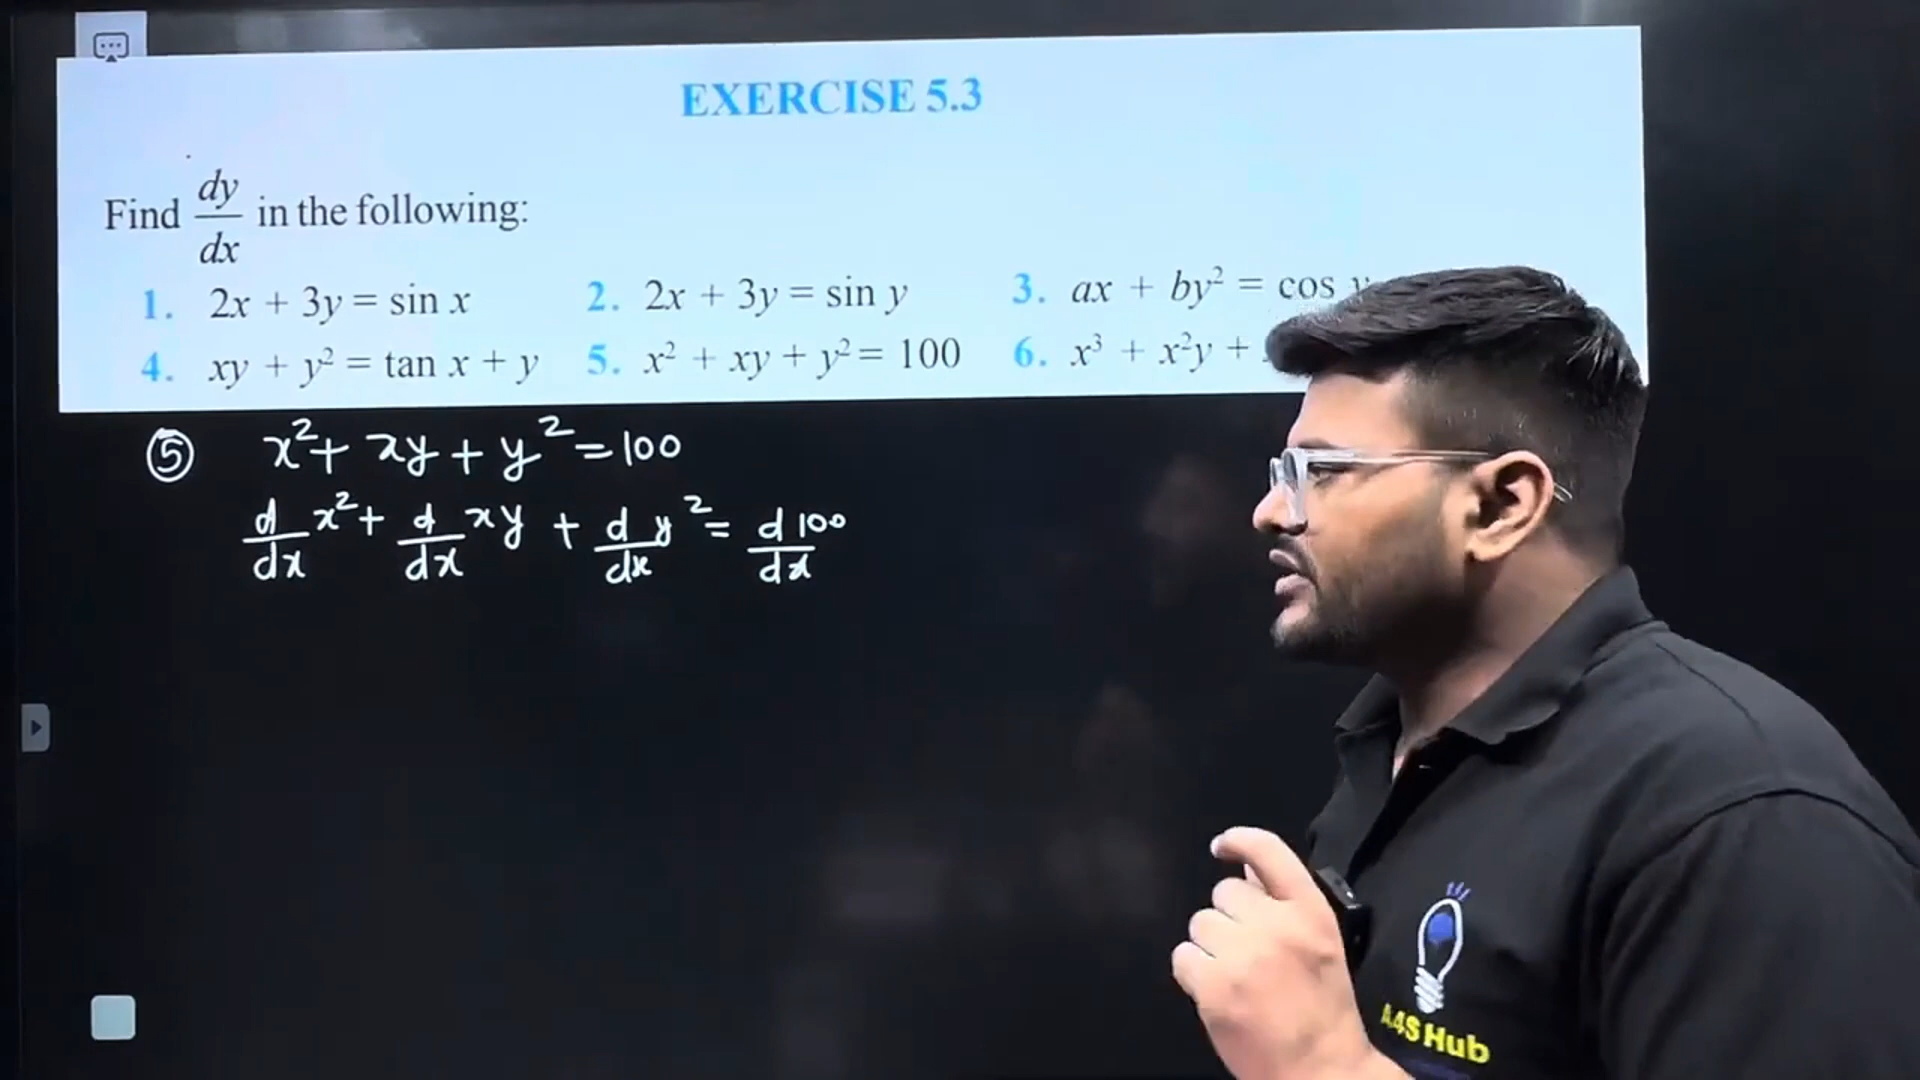 EXERCISE 5.3
Find dy/dx in the following:
1. 2x + 3y = sin x 2. 2x + 3y = sin y 3. ax + by² = cos
4. xy + y² = tan x + y 5. x² + xy + y² = 100 6. x³ + x²y +
⑤ x² + xy + y² = 100
d/dx x² + d/dx xy + d/dx y² = d 100/dx
A4S Hub